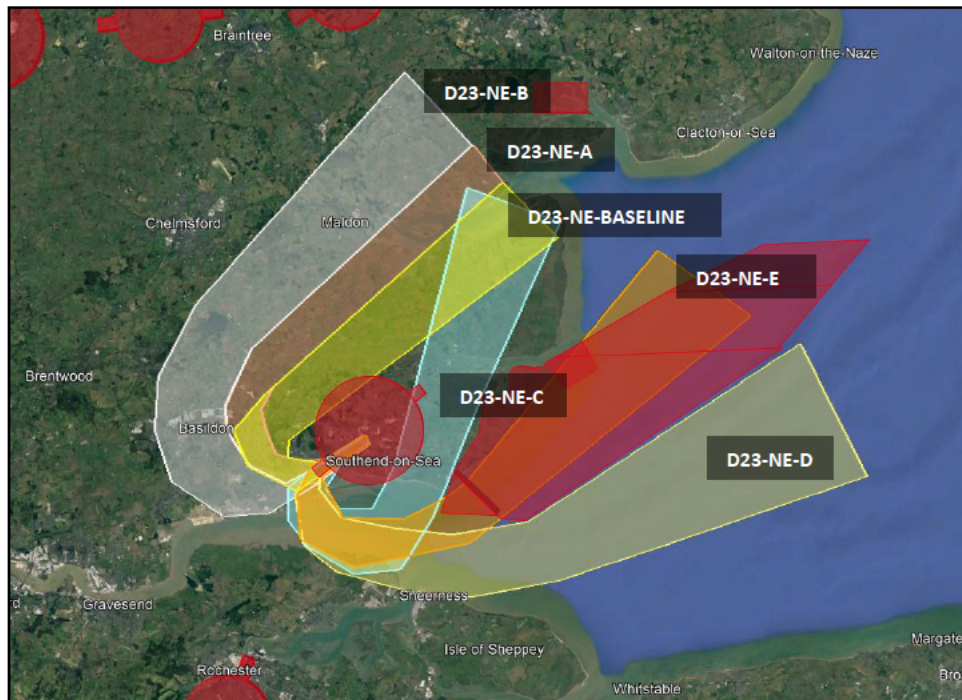 Braintree
Walton-on-the-Naze
D23-NE-B
Clacton-on-Sea
D23-NE-A
Chelmsford
Maldon
D23-NE-BASELINE
D23-NE-E
Brentwood
D23-NE-C
Basildon
Southend-on-Sea
D23-NE-D
Gravesend
Sheerness
Isle of Sheppey
Margate
Rochester
Bro
Whitstable